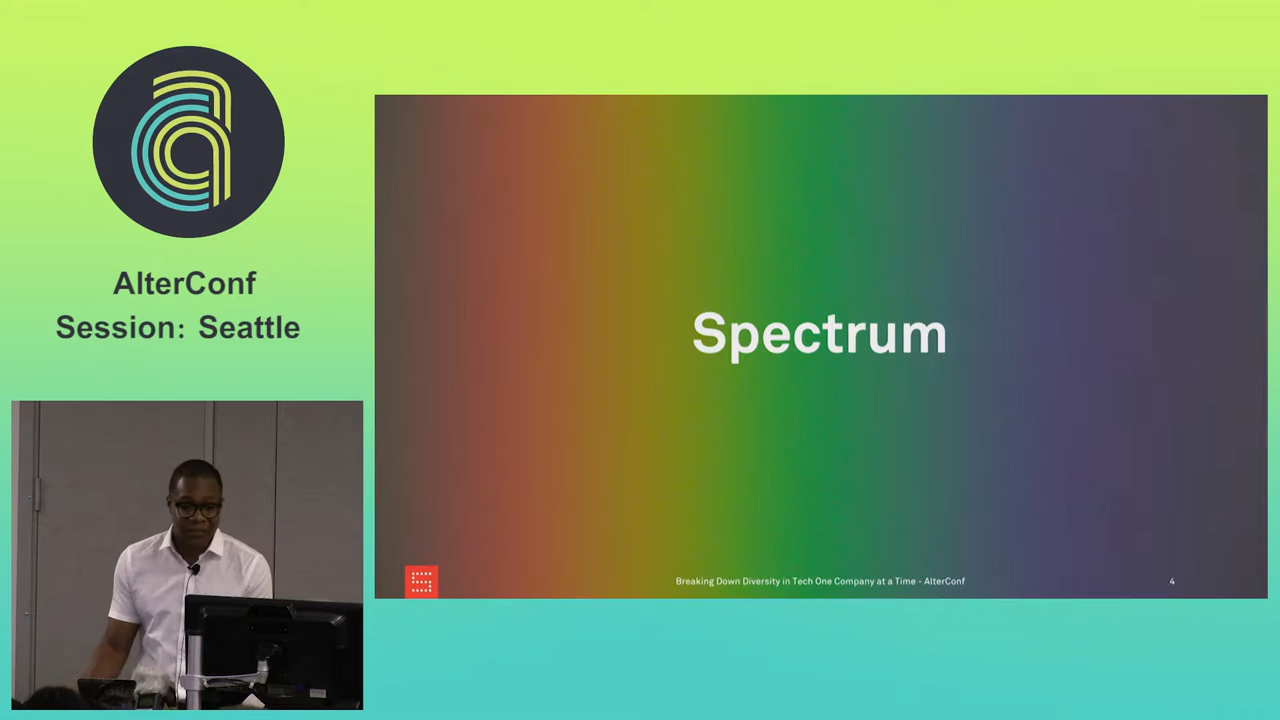 AlterConf
Session: Seattle
Spectrum
Breaking Down Diversity in Tech One Company at a Time - AlterConf
4